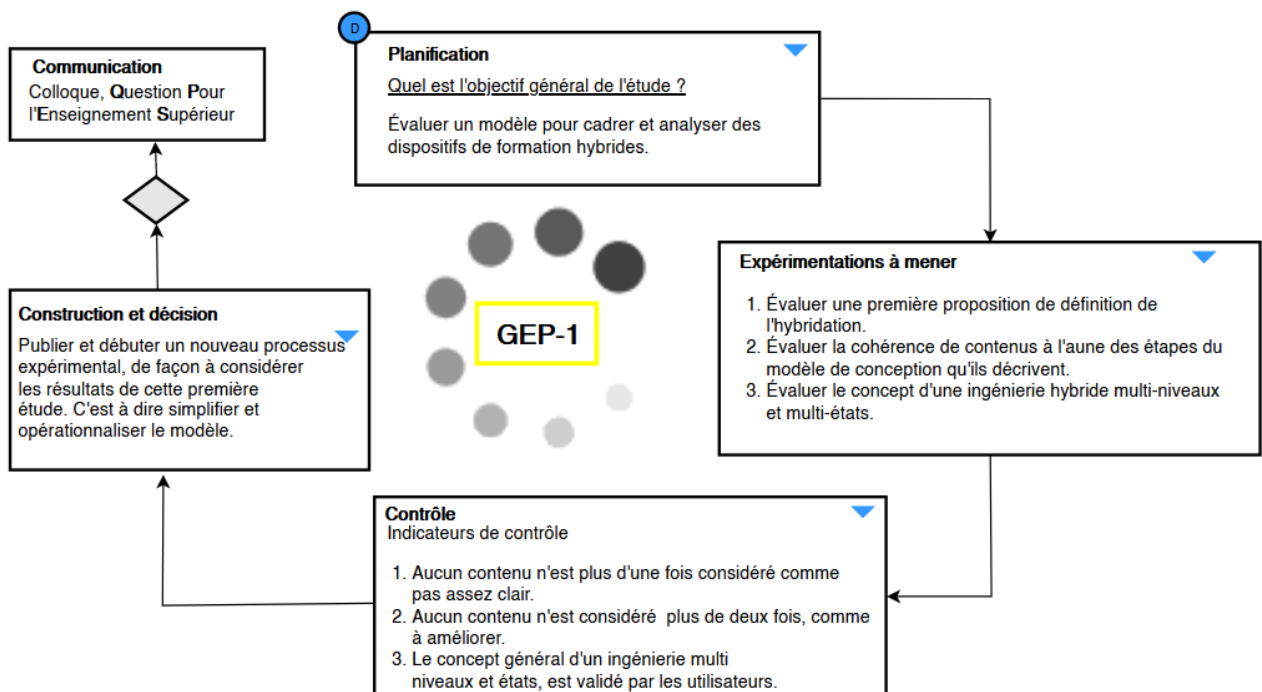 D
Planification
Quel est l'objectif général de l'étude ?
Évaluer un modèle pour cadrer et analyser des
dispositifs de formation hybrides.
Communication
Colloque, Question Pour
l'Enseignement Supérieur
Expérimentations à mener
1. Évaluer une première proposition de définition de
l'hybridation.
2. Évaluer la cohérence de contenus à l'aune des étapes du
modèle de conception qu'ils décrivent.
3. Évaluer le concept d'une ingénierie hybride multi-niveaux
et multi-états.
GEP-1
Construction et décision
Publier et débuter un nouveau processus
expérimental, de façon à considérer
les résultats de cette première
étude. C'est à dire simplifier et
opérationnaliser le modèle.
Contrôle
Indicateurs de contrôle
1. Aucun contenu n'est plus d'une fois considéré comme
pas assez clair.
2. Aucun contenu n'est considéré plus de deux fois, comme
à améliorer.
3. Le concept général d'un ingénierie multi
niveaux et états, est validé par les utilisateurs.